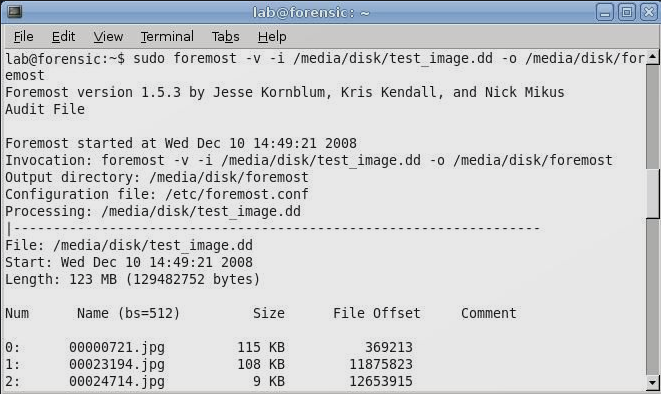 lab@forensic: ~
File Edit View Terminal Tabs Help
lab@forensic:~$ sudo foremost -v -i /media/disk/test_image.dd -o /media/disk/for
emost
Foremost version 1.5.3 by Jesse Kornblum, Kris Kendall, and Nick Mikus
Audit File
Foremost started at Wed Dec 10 14:49:21 2008
Invocation: foremost -v -i /media/disk/test_image.dd -o /media/disk/foremost
Output directory: /media/disk/foremost
Configuration file: /etc/foremost.conf
Processing: /media/disk/test_image.dd
|------------------------------------------------------------------
File: /media/disk/test_image.dd
Start: Wed Dec 10 14:49:21 2008
Length: 123 MB (129482752 bytes)
Num Name (bs=512) Size File Offset Comment
0: 00000721.jpg 115 KB 369213
1: 00023194.jpg 108 KB 11875823
2: 00024714.jpg 9 KB 12653915